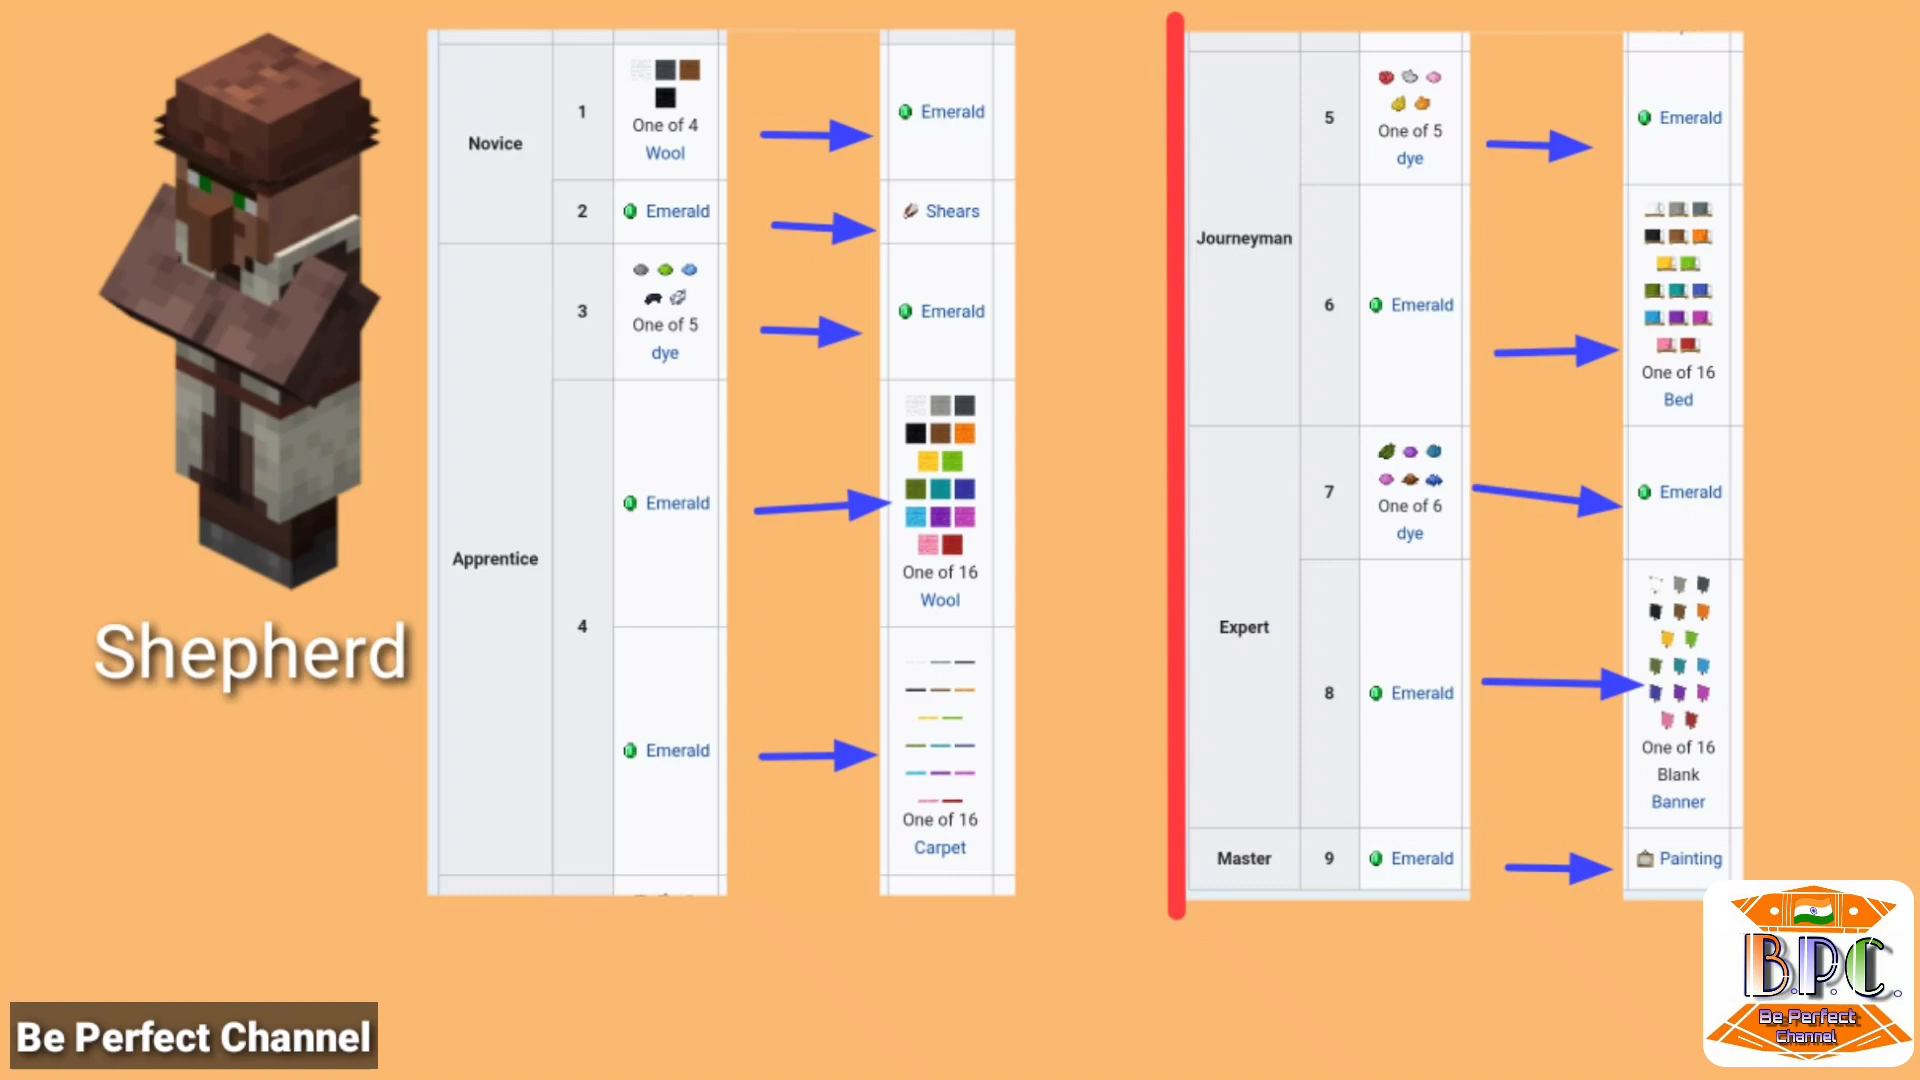 Shepherd
Novice
1
One of 4
Wool
Emerald
2
Emerald
Shears
Apprentice
3
One of 5
dye
Emerald
4
Emerald
One of 16
Wool
Emerald
One of 16
Carpet
Journeyman
5
One of 5
dye
Emerald
6
Emerald
One of 16
Bed
Expert
7
One of 6
dye
Emerald
8
Emerald
One of 16
Blank
Banner
Master
9
Emerald
Painting
B.P.C.
Be Perfect
Channel
Be Perfect Channel